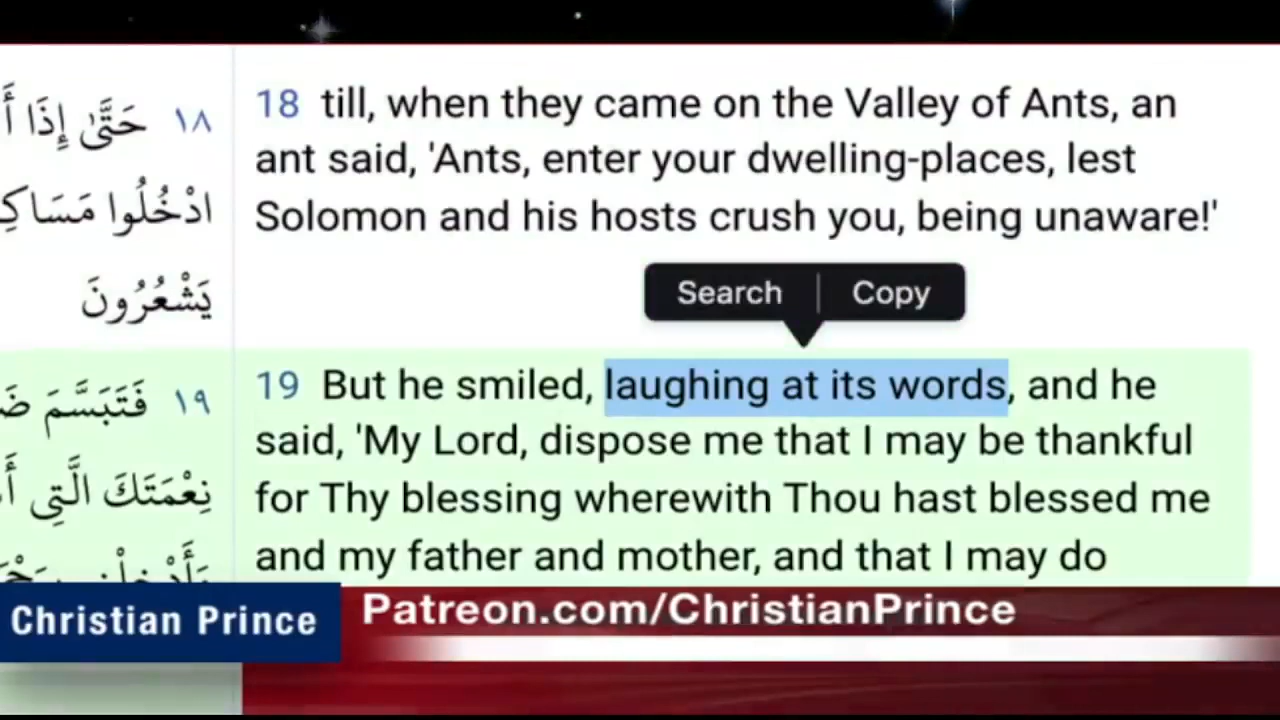 حَتَّىٰ إِذَا ١٨
ادْخُلُوا
يَشْعُرُونَ
18 till, when they came on the Valley of Ants, an
ant said, 'Ants, enter your dwelling-places, lest
Solomon and his hosts crush you, being unaware!'
Search | Copy
فَتَبَسَّمَ ١٩
نِعْمَتَكَ الَّتِي
19 But he smiled, laughing at its words, and he
said, 'My Lord, dispose me that I may be thankful
for Thy blessing wherewith Thou hast blessed me
and my father and mother, and that I may do
Christian Prince
Patreon.com/ChristianPrince